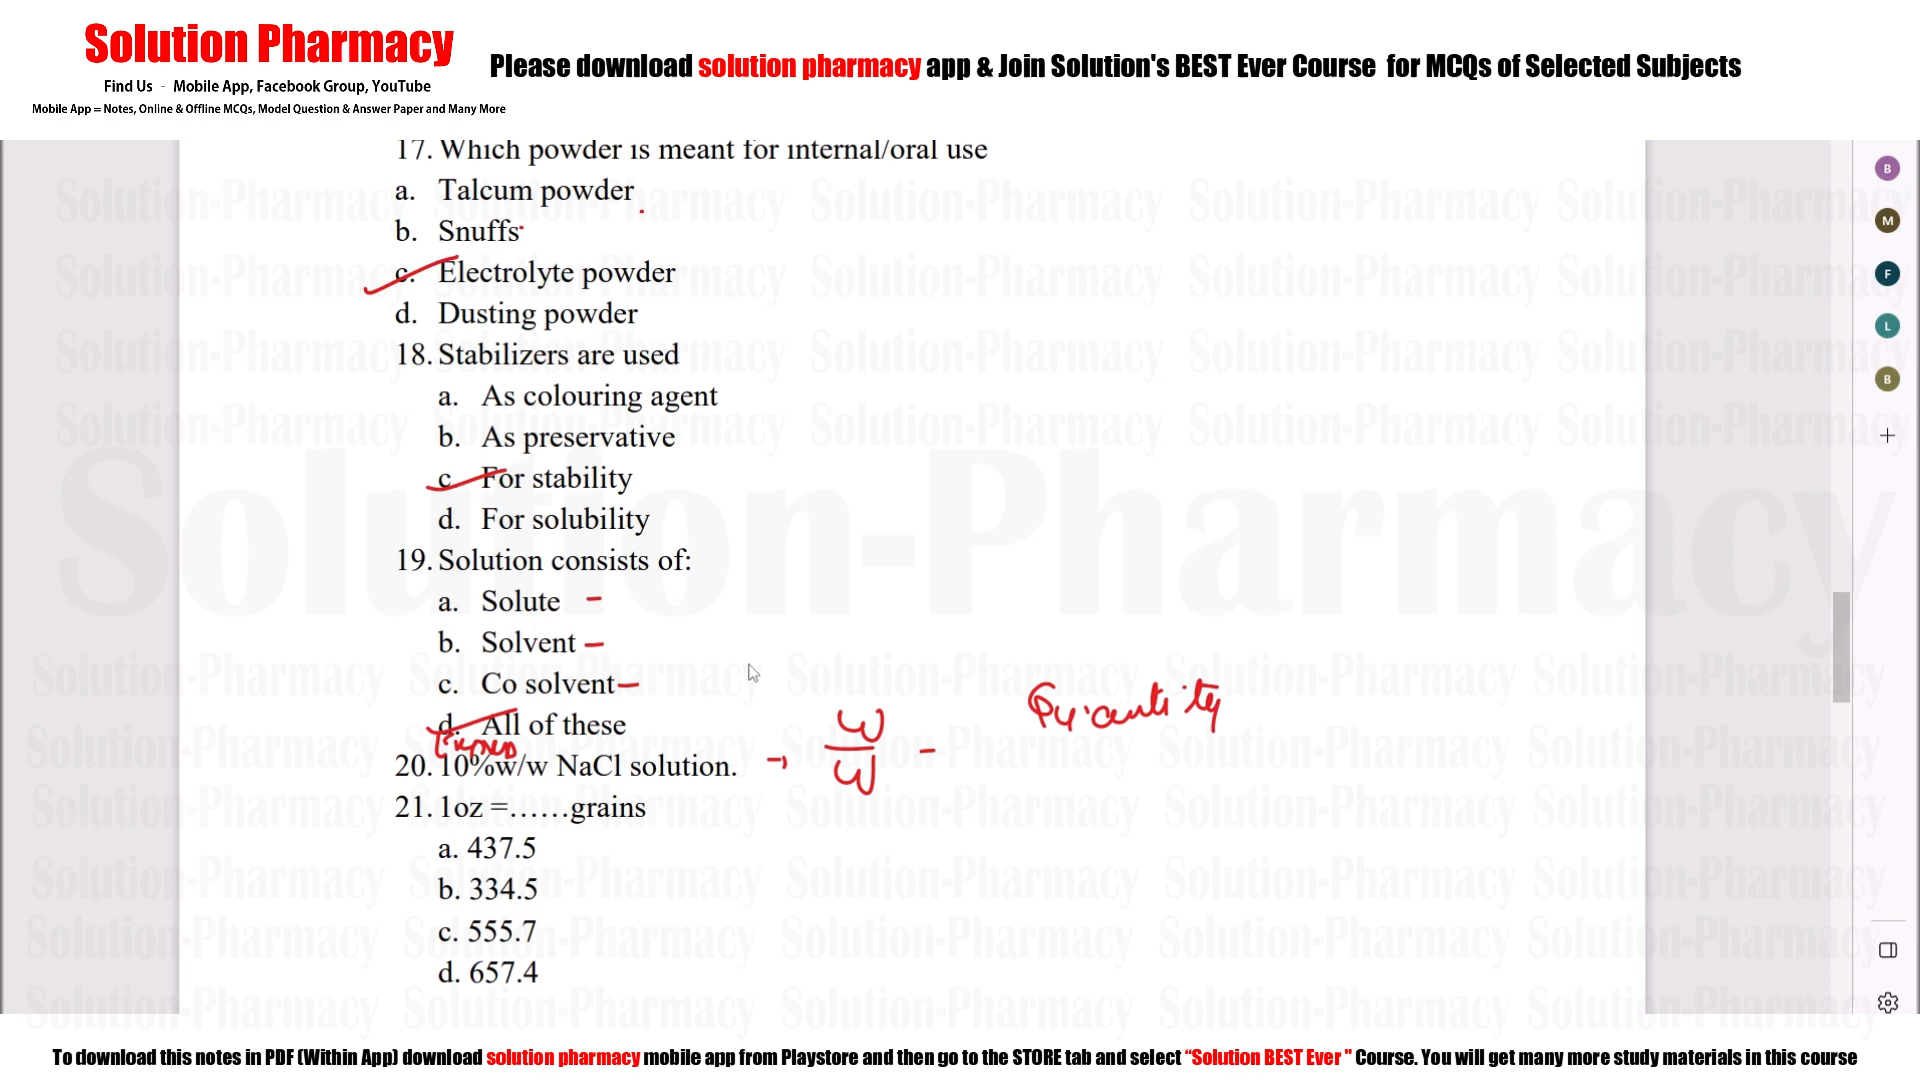 Solution Pharmacy
Find Us - Mobile App, Facebook Group, YouTube
Mobile App = Notes, Online & Offline MCQs, Model Question & Answer Paper and Many More
Please download solution pharmacy app & Join Solution's BEST Ever Course for MCQs of Selected Subjects
17. Which powder is meant for internal/oral use
a. Talcum powder
b. Snuffs
c. Electrolyte powder
d. Dusting powder
18. Stabilizers are used
a. As colouring agent
b. As preservative
c. For stability
d. For solubility
19. Solution consists of:
a. Solute
b. Solvent
c. Co solvent
d. All of these
20. 10%w/w NaCl solution.
W
W
Quantity
21. 1oz =......grains
a. 437.5
b. 334.5
c. 555.7
d. 657.4
B
M
F
L
B
Solution-Pharmacy
To download this notes in PDF (Within App) download solution pharmacy mobile app from Playstore and then go to the STORE tab and select "Solution BEST Ever" Course. You will get many more study materials in this course